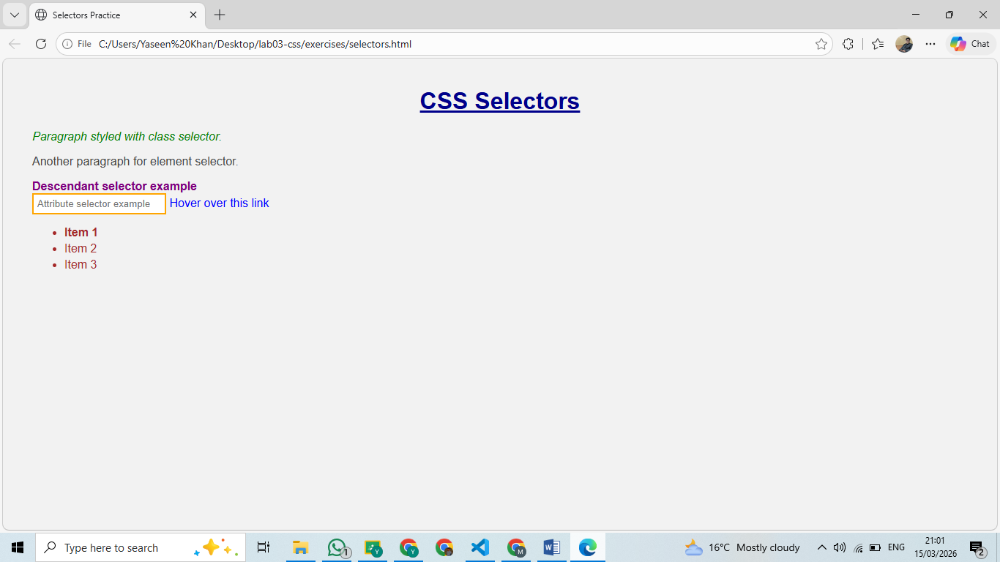 Selectors Practice
File C:/Users/Yaseen%20Khan/Desktop/lab03-css/exercises/selectors.html
Chat
CSS Selectors
Paragraph styled with class selector.
Another paragraph for element selector.
Descendant selector example
Attribute selector example Hover over this link
• Item 1
• Item 2
• Item 3
Type here to search
1
Y
Y
M
16°C Mostly cloudy
ENG
21:01
15/03/2026
2